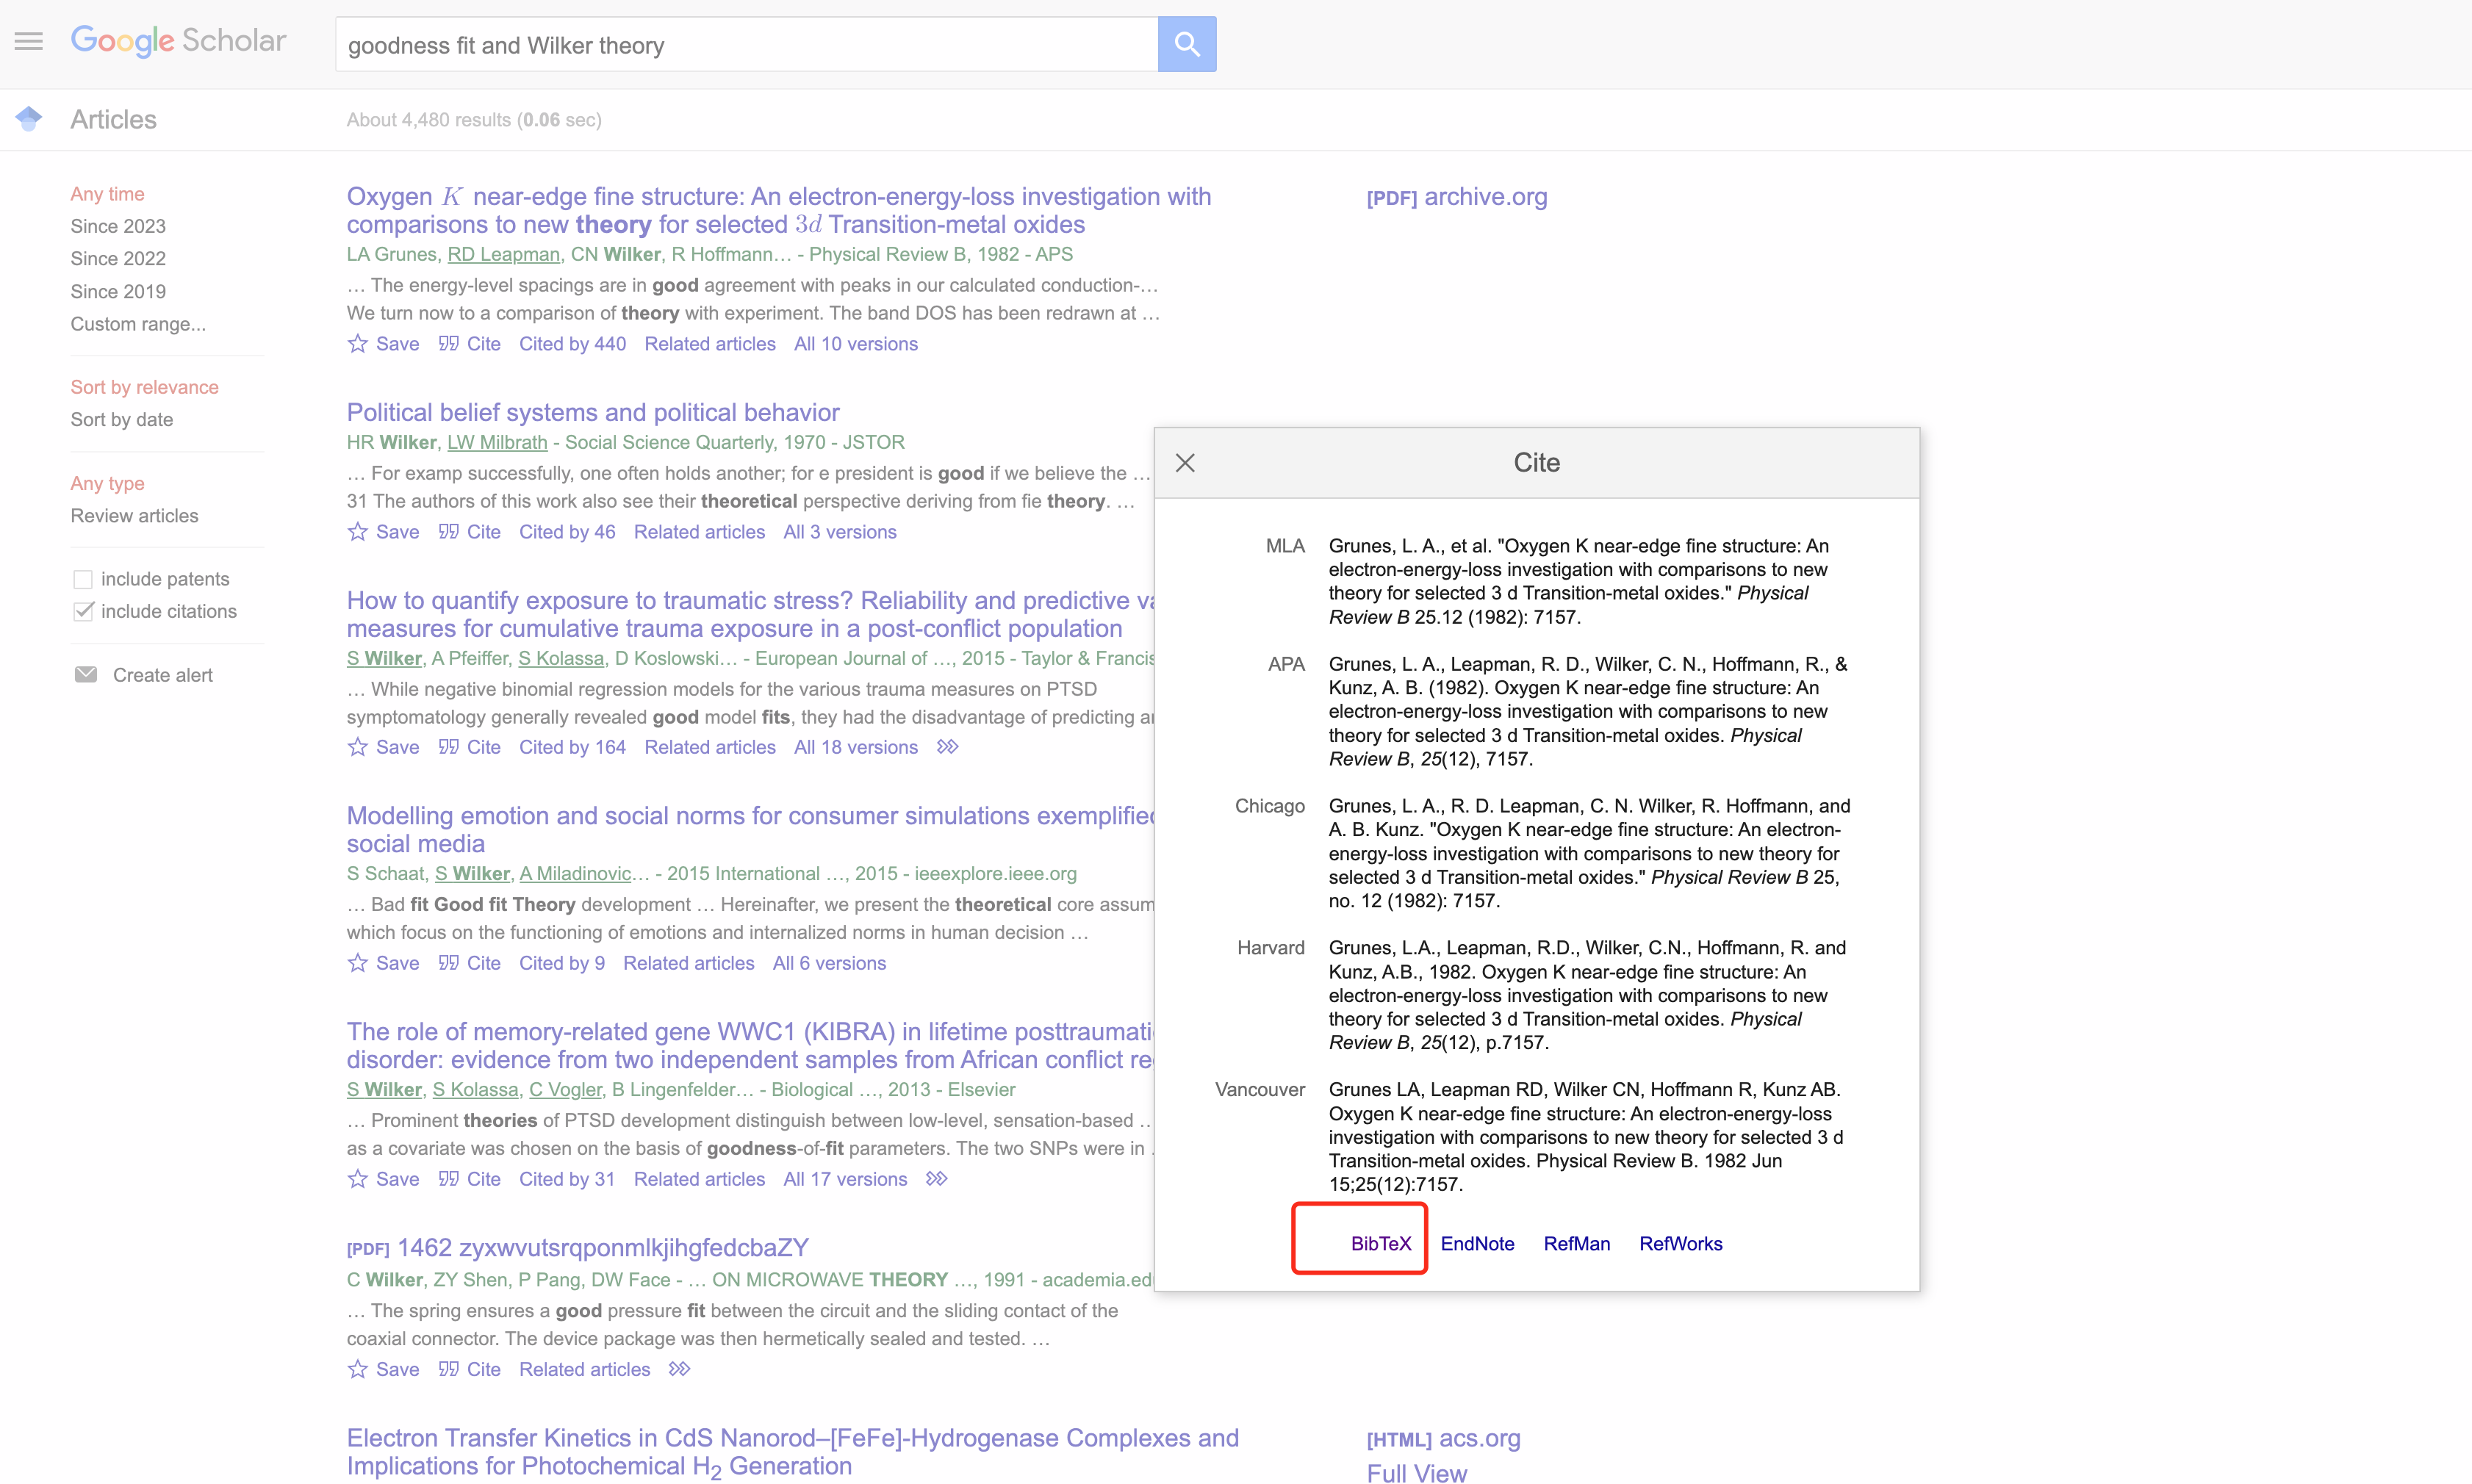 Google Scholar
goodness fit and Wilker theory
Articles
About 4,480 results (0.06 sec)
Any time
Since 2023
Since 2022
Since 2019
Custom range...
Sort by relevance
Sort by date
Any type
Review articles
include patents
include citations
Create alert
Oxygen K near-edge fine structure: An electron-energy-loss investigation with
comparisons to new theory for selected 3d Transition-metal oxides
LA Grunes, RD Leapman, CN Wilker, R Hoffmann… - Physical Review B, 1982 - APS
… The energy-level spacings are in good agreement with peaks in our calculated conduction-…
We turn now to a comparison of theory with experiment. The band DOS has been redrawn at …
Save Cite Cited by 440 Related articles All 10 versions
[PDF] archive.org
Political belief systems and political behavior
HR Wilker, LW Milbrath - Social Science Quarterly, 1970 - JSTOR
… For examp successfully, one often holds another; for e president is good if we believe the …
31 The authors of this work also see their theoretical perspective deriving from fie theory. …
Save Cite Cited by 46 Related articles All 3 versions
How to quantify exposure to traumatic stress? Reliability and predictive
measures for cumulative trauma exposure in a post-conflict population
S Wilker, A Pfeiffer, S Kolassa, D Koslowski… - European Journal of …, 2015 - Taylor & Francis
… While negative binomial regression models for the various trauma measures on PTSD
symptomatology generally revealed good model fits, they had the disadvantage of predicting
Save Cite Cited by 164 Related articles All 18 versions
Modelling emotion and social norms for consumer simulations exemplified
social media
S Schaat, S Wilker, A Miladinovic… - 2015 International …, 2015 - ieeexplore.ieee.org
… Bad fit Good fit Theory development … Hereinafter, we present the theoretical core assum
which focus on the functioning of emotions and internalized norms in human decision …
Save Cite Cited by 9 Related articles All 6 versions
The role of memory-related gene WWC1 (KIBRA) in lifetime posttraumati
disorder: evidence from two independent samples from African conflict re
S Wilker, S Kolassa, C Vogler, B Lingenfelder… - Biological …, 2013 - Elsevier
… Prominent theories of PTSD development distinguish between low-level, sensation-based …
as a covariate was chosen on the basis of goodness-of-fit parameters. The two SNPs were in
Save Cite Cited by 31 Related articles All 17 versions
[PDF] 1462 zyxwvutsrqponmlkjihgfedcbaZY
C Wilker, ZY Shen, P Pang, DW Face - … ON MICROWAVE THEORY …, 1991 - academia.edu
… The spring ensures a good pressure fit between the circuit and the sliding contact of the
coaxial connector. The device package was then hermetically sealed and tested. …
Save Cite Related articles
Electron Transfer Kinetics in CdS Nanorod–[FeFe]-Hydrogenase Complexes and
Implications for Photochemical H2 Generation
[HTML] acs.org
Full View
Cite
MLA
Grunes, L. A., et al. "Oxygen K near-edge fine structure: An
electron-energy-loss investigation with comparisons to new
theory for selected 3 d Transition-metal oxides." Physical
Review B 25.12 (1982): 7157.
APA
Grunes, L. A., Leapman, R. D., Wilker, C. N., Hoffmann, R., &
Kunz, A. B. (1982). Oxygen K near-edge fine structure: An
electron-energy-loss investigation with comparisons to new
theory for selected 3 d Transition-metal oxides. Physical
Review B, 25(12), 7157.
Chicago
Grunes, L. A., R. D. Leapman, C. N. Wilker, R. Hoffmann, and
A. B. Kunz. "Oxygen K near-edge fine structure: An electron-
energy-loss investigation with comparisons to new theory for
selected 3 d Transition-metal oxides." Physical Review B 25,
no. 12 (1982): 7157.
Harvard
Grunes, L.A., Leapman, R.D., Wilker, C.N., Hoffmann, R. and
Kunz, A.B., 1982. Oxygen K near-edge fine structure: An
electron-energy-loss investigation with comparisons to new
theory for selected 3 d Transition-metal oxides. Physical
Review B, 25(12), p.7157.
Vancouver
Grunes LA, Leapman RD, Wilker CN, Hoffmann R, Kunz AB.
Oxygen K near-edge fine structure: An electron-energy-loss
investigation with comparisons to new theory for selected 3 d
Transition-metal oxides. Physical Review B. 1982 Jun
15;25(12):7157.
BibTeX EndNote RefMan RefWorks